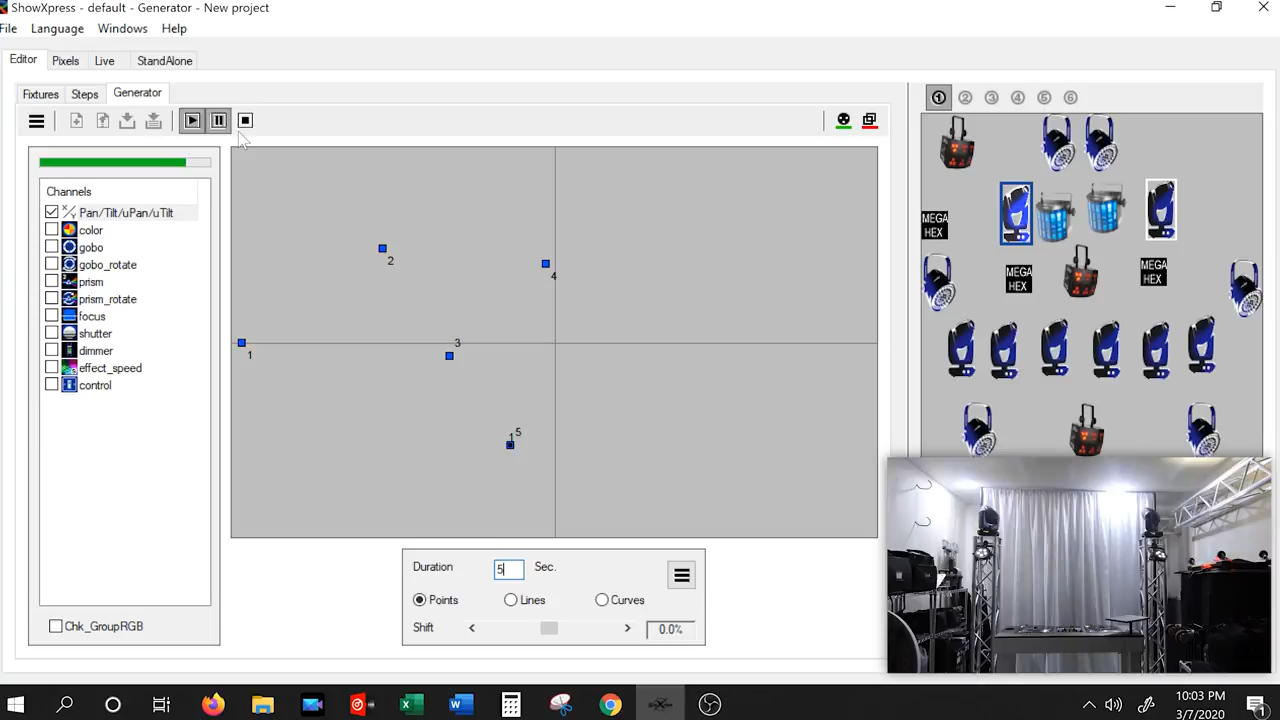 ShowXpress - default - Generator - New project
File Language Windows Help
Editor Pixels Live StandAlone
Fixtures Steps Generator
1 2 3 4 5 6
Channels
Pan/Tilt/uPan/uTilt
color
gobo
gobo_rotate
prism
prism_rotate
focus
shutter
dimmer
effect_speed
control
Chk_GroupRGB
2
4
3
1
1 5
Duration 5 Sec.
Points Lines Curves
Shift < > 0.0%
MEGA
HEX
MEGA
HEX
MEGA
HEX
10:03 PM
3/7/2020
1